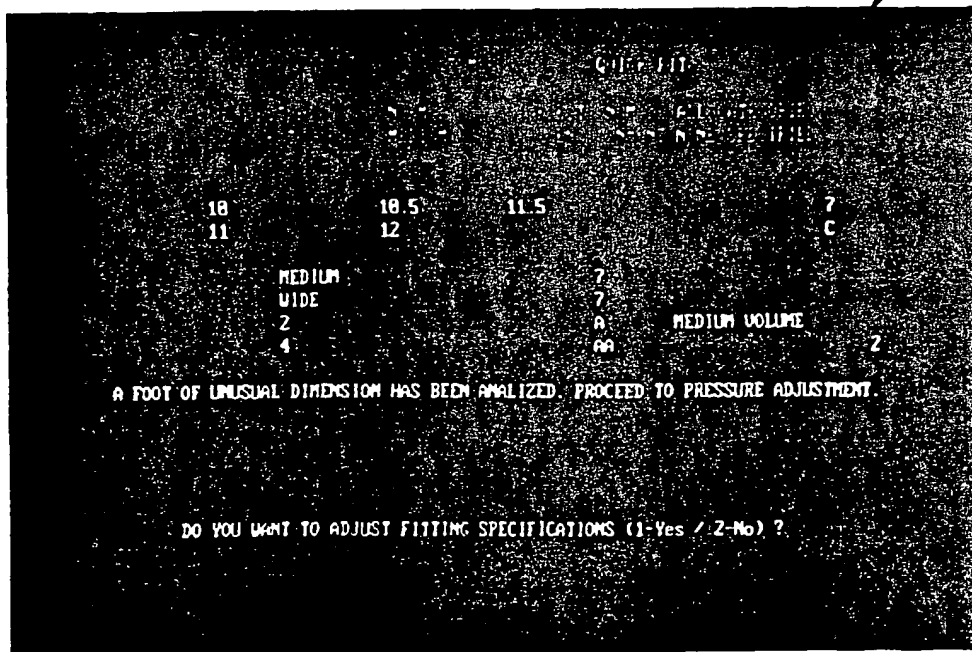 FIT
10 10.5 11.5 7
11 12 C
MEDIUM 7
WIDE 7
2 A MEDIUM VOLUME
4 AA 2
A FOOT OF UNUSUAL DIMENSION HAS BEEN ANALIZED. PROCEED TO PRESSURE ADJUSTMENT.
DO YOU WANT TO ADJUST FITTING SPECIFICATIONS (1-Yes / 2-No) ?